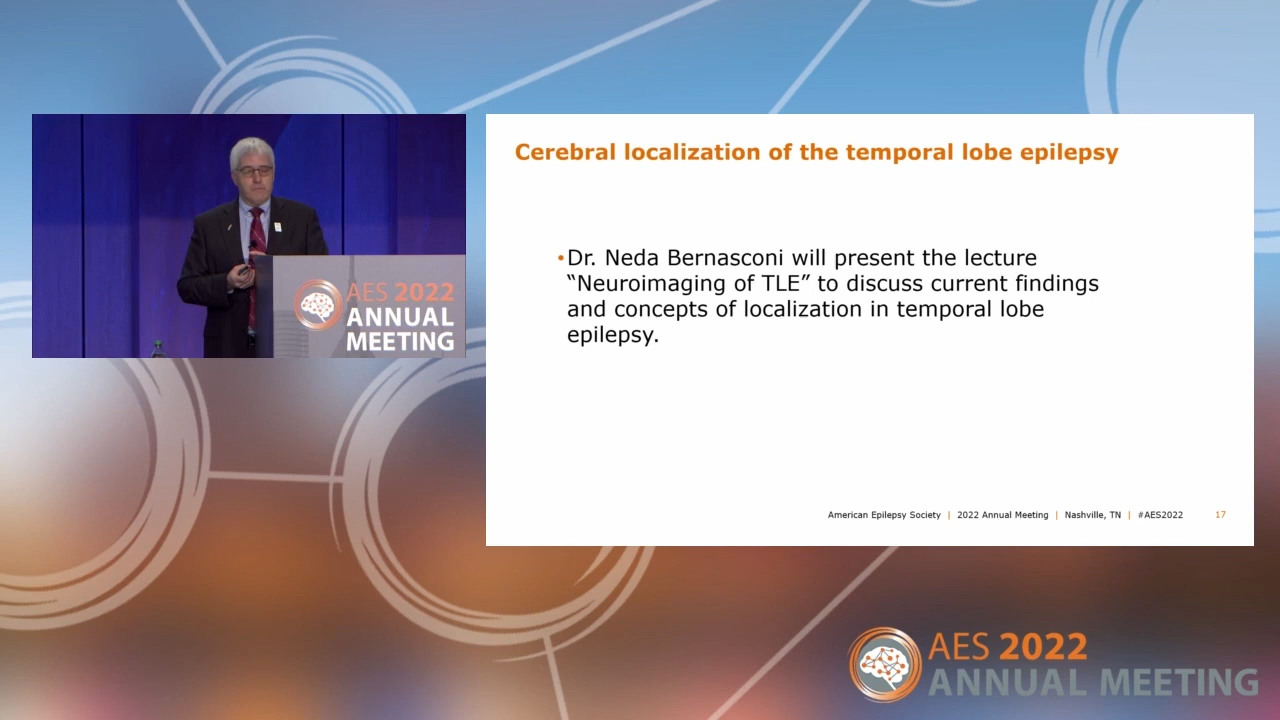 AES 2022
ANNUAL
MEETING
Cerebral localization of the temporal lobe epilepsy
•Dr. Neda Bernasconi will present the lecture
“Neuroimaging of TLE” to discuss current findings
and concepts of localization in temporal lobe
epilepsy.
American Epilepsy Society | 2022 Annual Meeting | Nashville, TN | #AES2022 17
AES 2022
ANNUAL MEETING